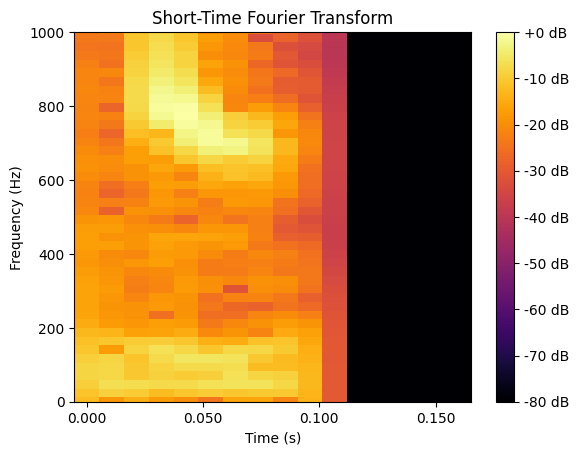 Short-Time Fourier Transform
1000
800
600
400
200
0
Frequency (Hz)
0.000
0.050
0.100
0.150
Time (s)
+0 dB
-10 dB
-20 dB
-30 dB
-40 dB
-50 dB
-60 dB
-70 dB
-80 dB